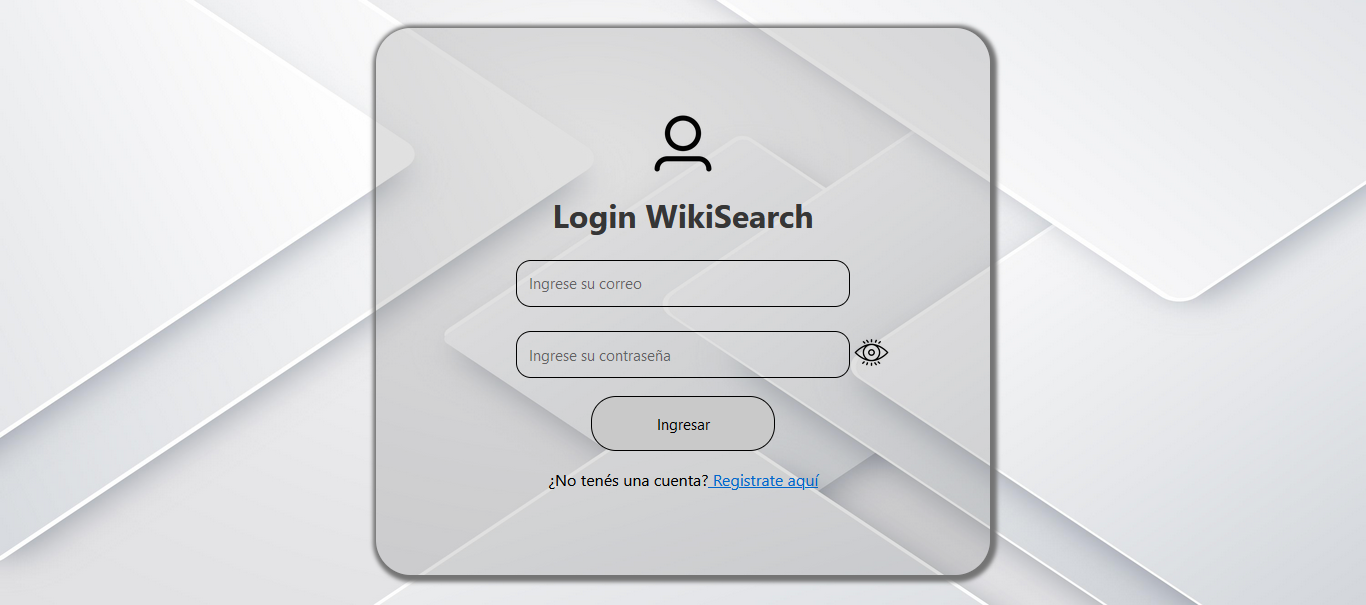 Login WikiSearch
Ingrese su correo
Ingrese su contraseña
Ingresar
¿No tenés una cuenta? Registrate aquí